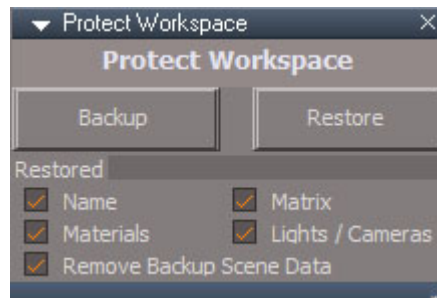 Protect Workspace
Protect Workspace
Backup Restore
Restored
Name Matrix
Materials Lights / Cameras
Remove Backup Scene Data